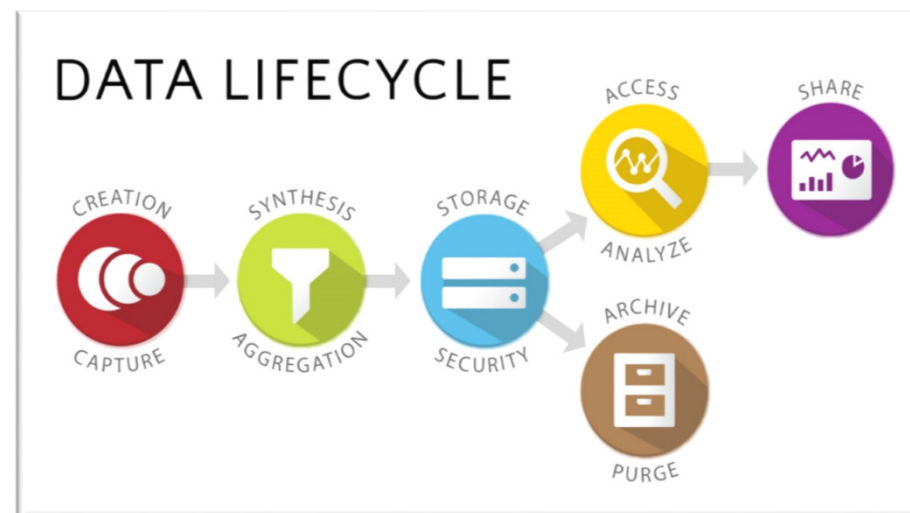 DATA LIFECYCLE
CREATION
CAPTURE
SYNTHESIS
AGGREGATION
STORAGE
SECURITY
ACCESS
ANALYZE
SHARE
ARCHIVE
PURGE